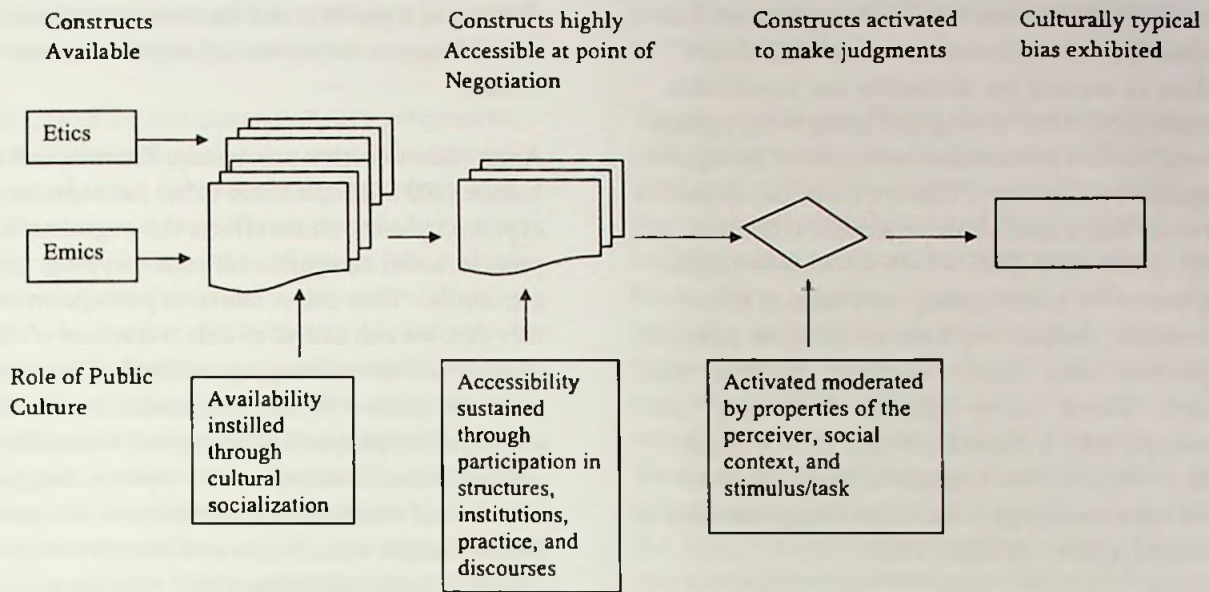 Constructs
Available
Constructs highly
Accessible at point of
Negotiation
Constructs activated
to make judgments
Culturally typical
bias exhibited
Etics
Emics
Role of Public
Culture
Availability
instilled
through
cultural
socialization
Accessibility
sustained
through
participation in
structures,
institutions,
practice, and
discourses
Activated moderated
by properties of the
perceiver, social
context, and
stimulus/task